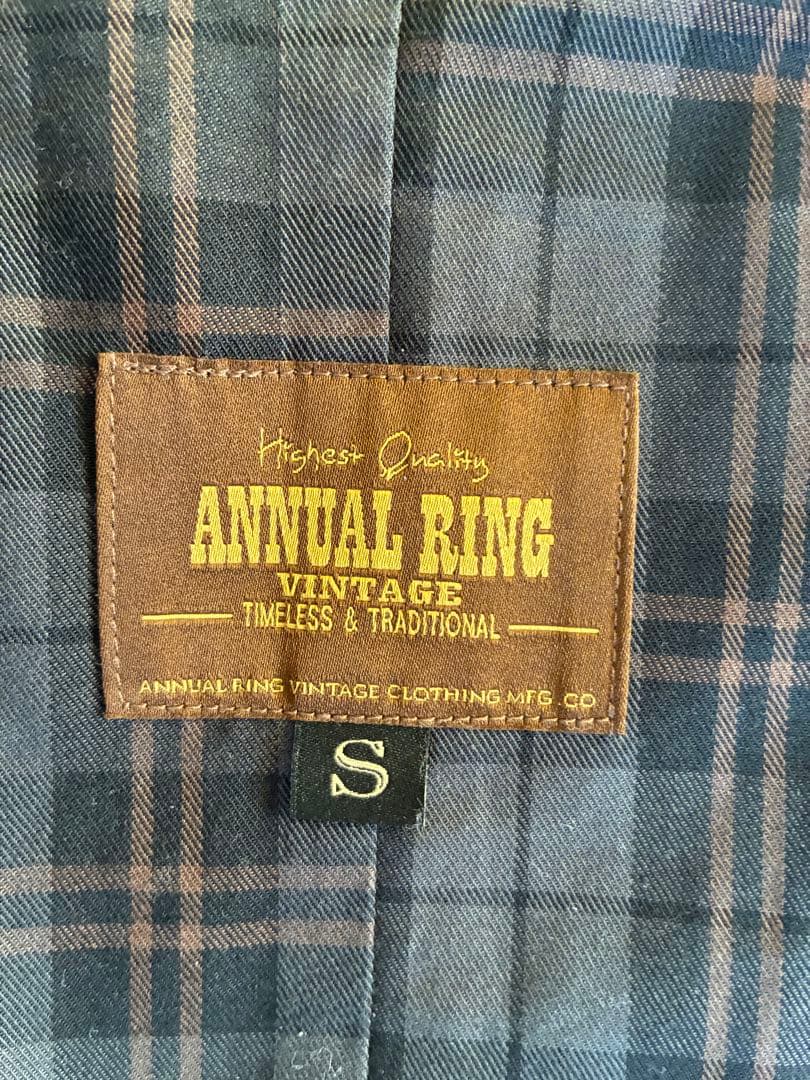 Highest Quality
ANNUAL RING
VINTAGE
TIMELESS & TRADITIONAL
ANNUAL RING VINTAGE CLOTHING MFG .CO
S